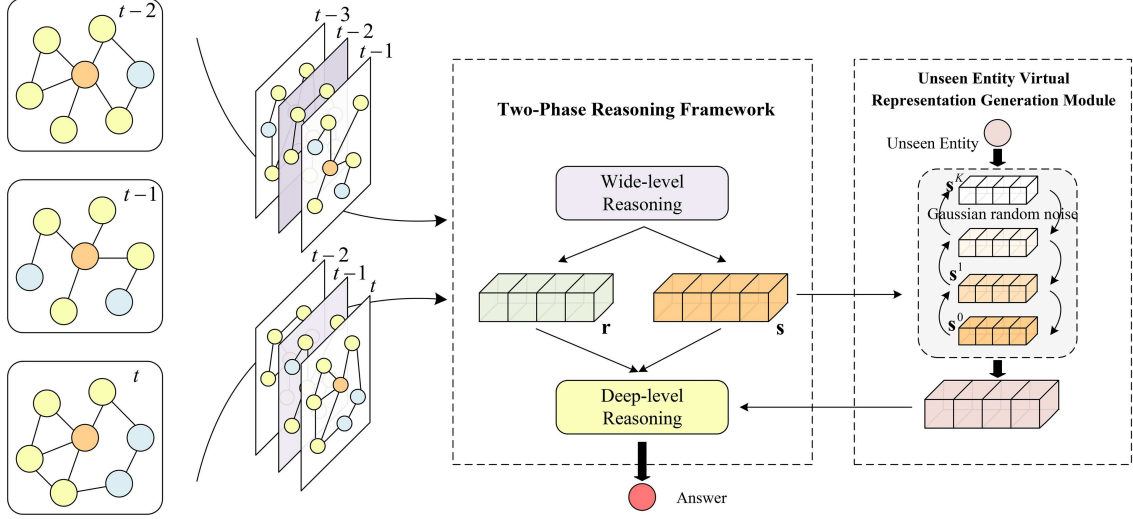 t−2
t−1
t
t−3
t−2
t−1
t−2
t−1
t
Two-Phase Reasoning Framework
Wide-level
Reasoning
r
s
Deep-level
Reasoning
Answer
Unseen Entity Virtual
Representation Generation Module
Unseen Entity
s^K
Gaussian random noise
s^1
s^0